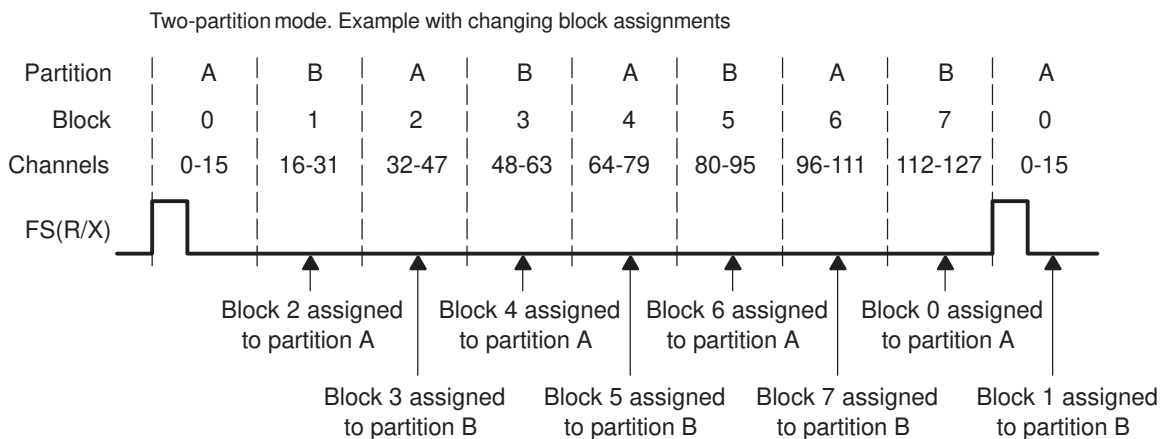 Two-partition mode. Example with changing block assignments
Partition A B A B A B A B A
Block 0 1 2 3 4 5 6 7 0
Channels 0-15 16-31 32-47 48-63 64-79 80-95 96-111 112-127 0-15
FS(R/X)
Block 2 assigned Block 4 assigned Block 6 assigned Block 0 assigned
to partition A to partition A to partition A to partition A
Block 3 assigned Block 5 assigned Block 7 assigned Block 1 assigned
to partition B to partition B to partition B to partition B